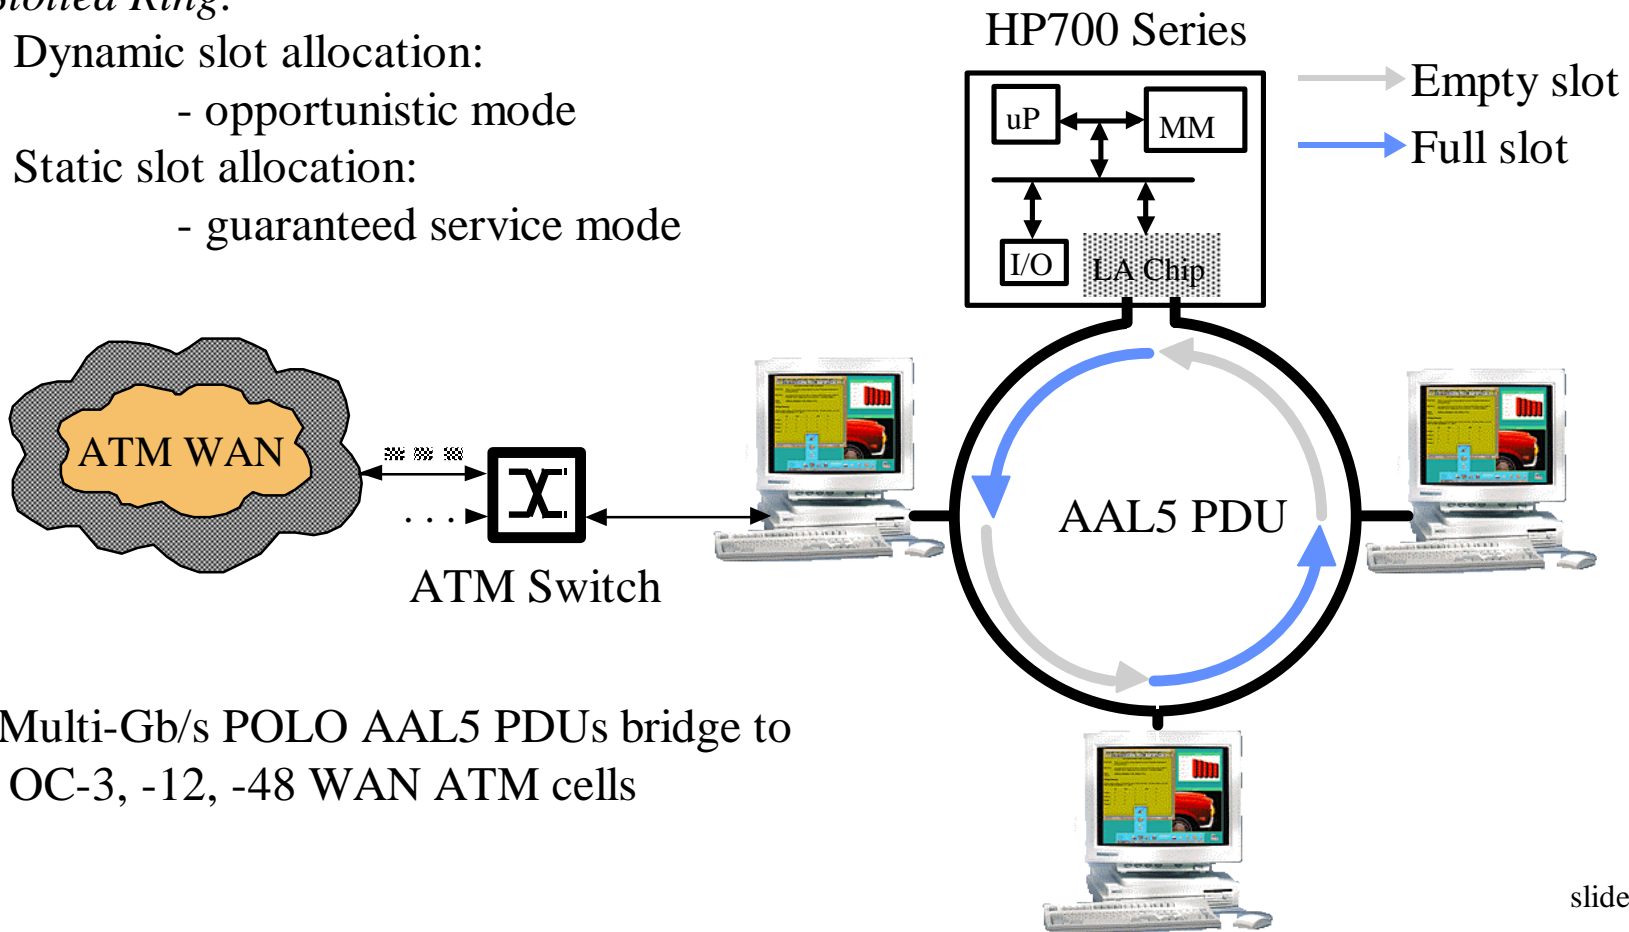 Slotted Ring:
Dynamic slot allocation:
- opportunistic mode
Static slot allocation:
- guaranteed service mode
HP700 Series
uP
MM
I/O
LA Chip
Empty slot
Full slot
ATM WAN
. . .
ATM Switch
AAL5 PDU
Multi-Gb/s POLO AAL5 PDUs bridge to
OC-3, -12, -48 WAN ATM cells
slide